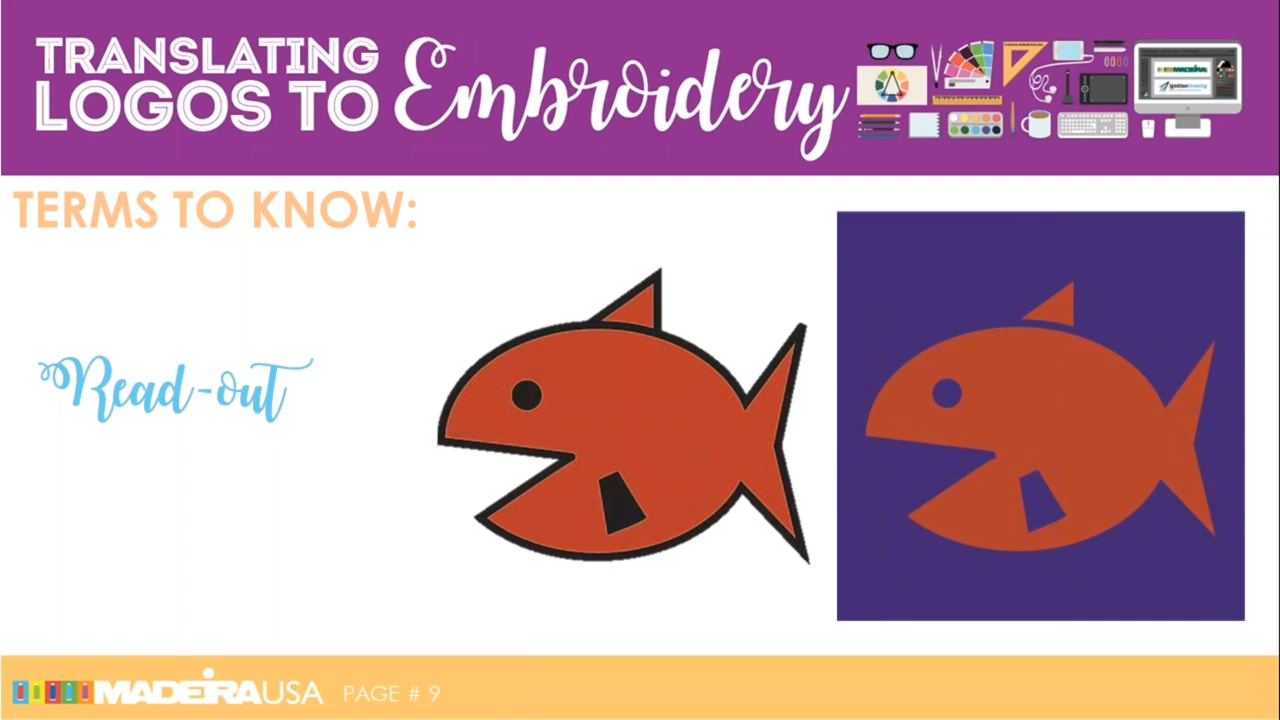 TRANSLATING
LOGOS TO Embroidery
TERMS TO KNOW:
Read-out
MADEIRAUSA PAGE # 9